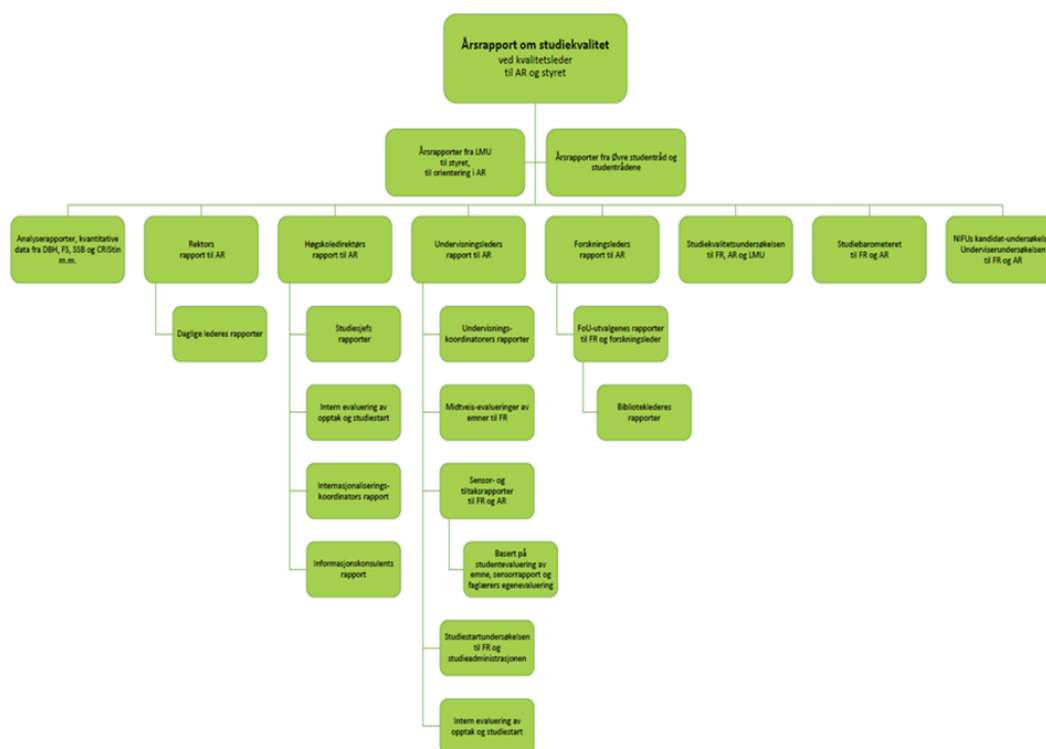 Årsrapport om studiekvalitet
ved kvalitetsleder
til AR og styret
Årsrapporter fra LMU
til styret,
til orientering i AR
Årsrapporter fra Øvre studentråd og
studentrådene
Analyserapporter, kvantitative
data fra DBH, FS, SSB og CRIStin
m.m.
Rektors
rapport til AR
Høgskoledirektørs
rapport til AR
Undervisningsleders
rapport til AR
Forskningsleders
rapport til AR
Studiekvalitetsundersøkelsen
til FR, AR og LMU
Studiebarometeret
til FR og AR
NIFUs kandidat-undersøkels
Underviserundersøkelsen
til FR og AR
Daglige lederes rapporter
Studiesjefs
rapporter
Undervisnings-
koordinatorers rapporter
FoU-utvalgenes rapporter
til FR og forskningsleder
Intern evaluering av
opptak og studiestart
Midtveis-evalueringer av
emner til FR
Biblioteklederes
rapporter
Internasjonaliserings-
koordinators rapport
Sensor- og
tiltaksrapporter
til FR og AR
Informasjonskonsulents
rapport
Basert på
studentevaluering av
emne, sensorrapport og
faglærers egenevaluering
Studiestartundersøkelsen
til FR og
studieadministrasjonen
Intern evaluering av
opptak og studiestart